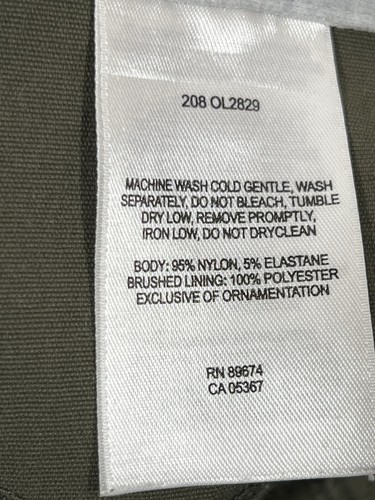 208 OL2829
MACHINE WASH COLD GENTLE, WASH
SEPARATELY, DO NOT BLEACH, TUMBLE
DRY LOW, REMOVE PROMPTLY,
IRON LOW, DO NOT DRYCLEAN
BODY: 95% NYLON, 5% ELASTANE
BRUSHED LINING: 100% POLYESTER
EXCLUSIVE OF ORNAMENTATION
RN 89674
CA 05367